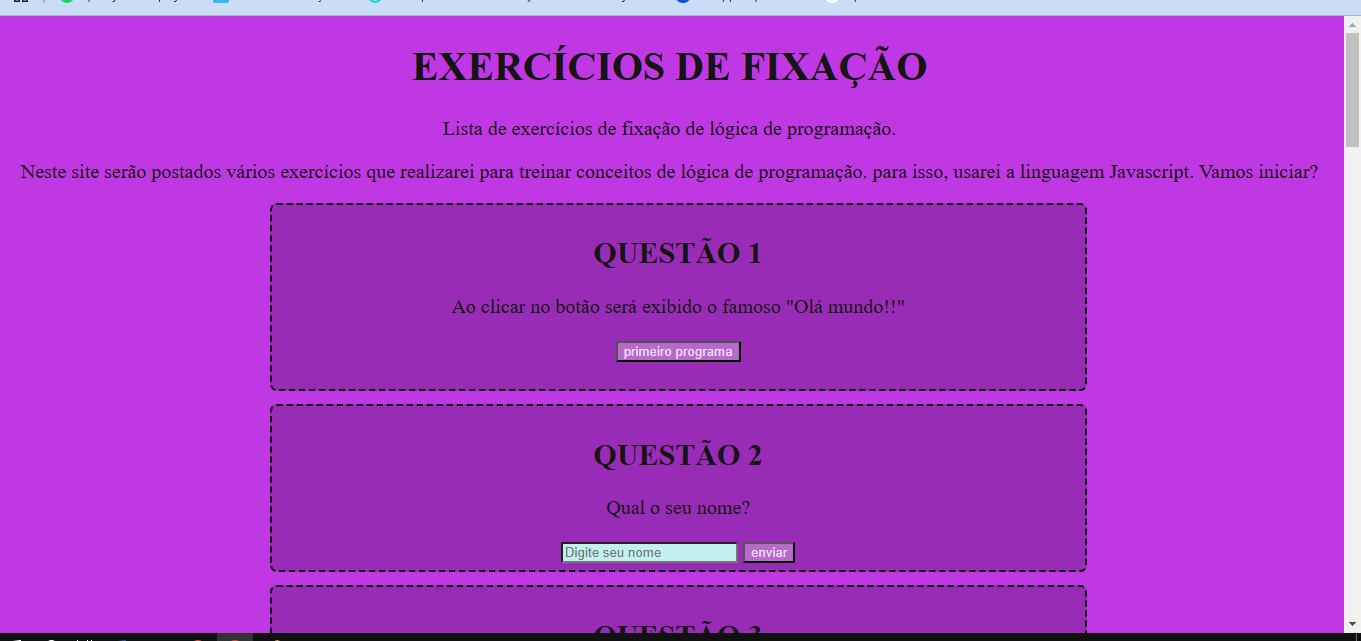 EXERCÍCIOS DE FIXAÇÃO
Lista de exercícios de fixação de lógica de programação.
Neste site serão postados vários exercícios que realizarei para treinar conceitos de lógica de programação. para isso, usarei a linguagem Javascript. Vamos iniciar?
QUESTÃO 1
Ao clicar no botão será exibido o famoso "Olá mundo!!"
primeiro programa
QUESTÃO 2
Qual o seu nome?
Digite seu nome enviar
QUESTÃO 3